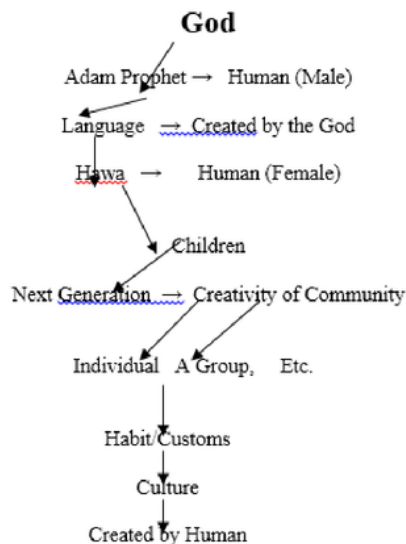 God
Adam Prophet → Human (Male)
Language → Created by the God
Hawa → Human (Female)
Children
Next Generation → Creativity of Community
Individual A Group, Etc.
Habit/Customs
Culture
Created by Human